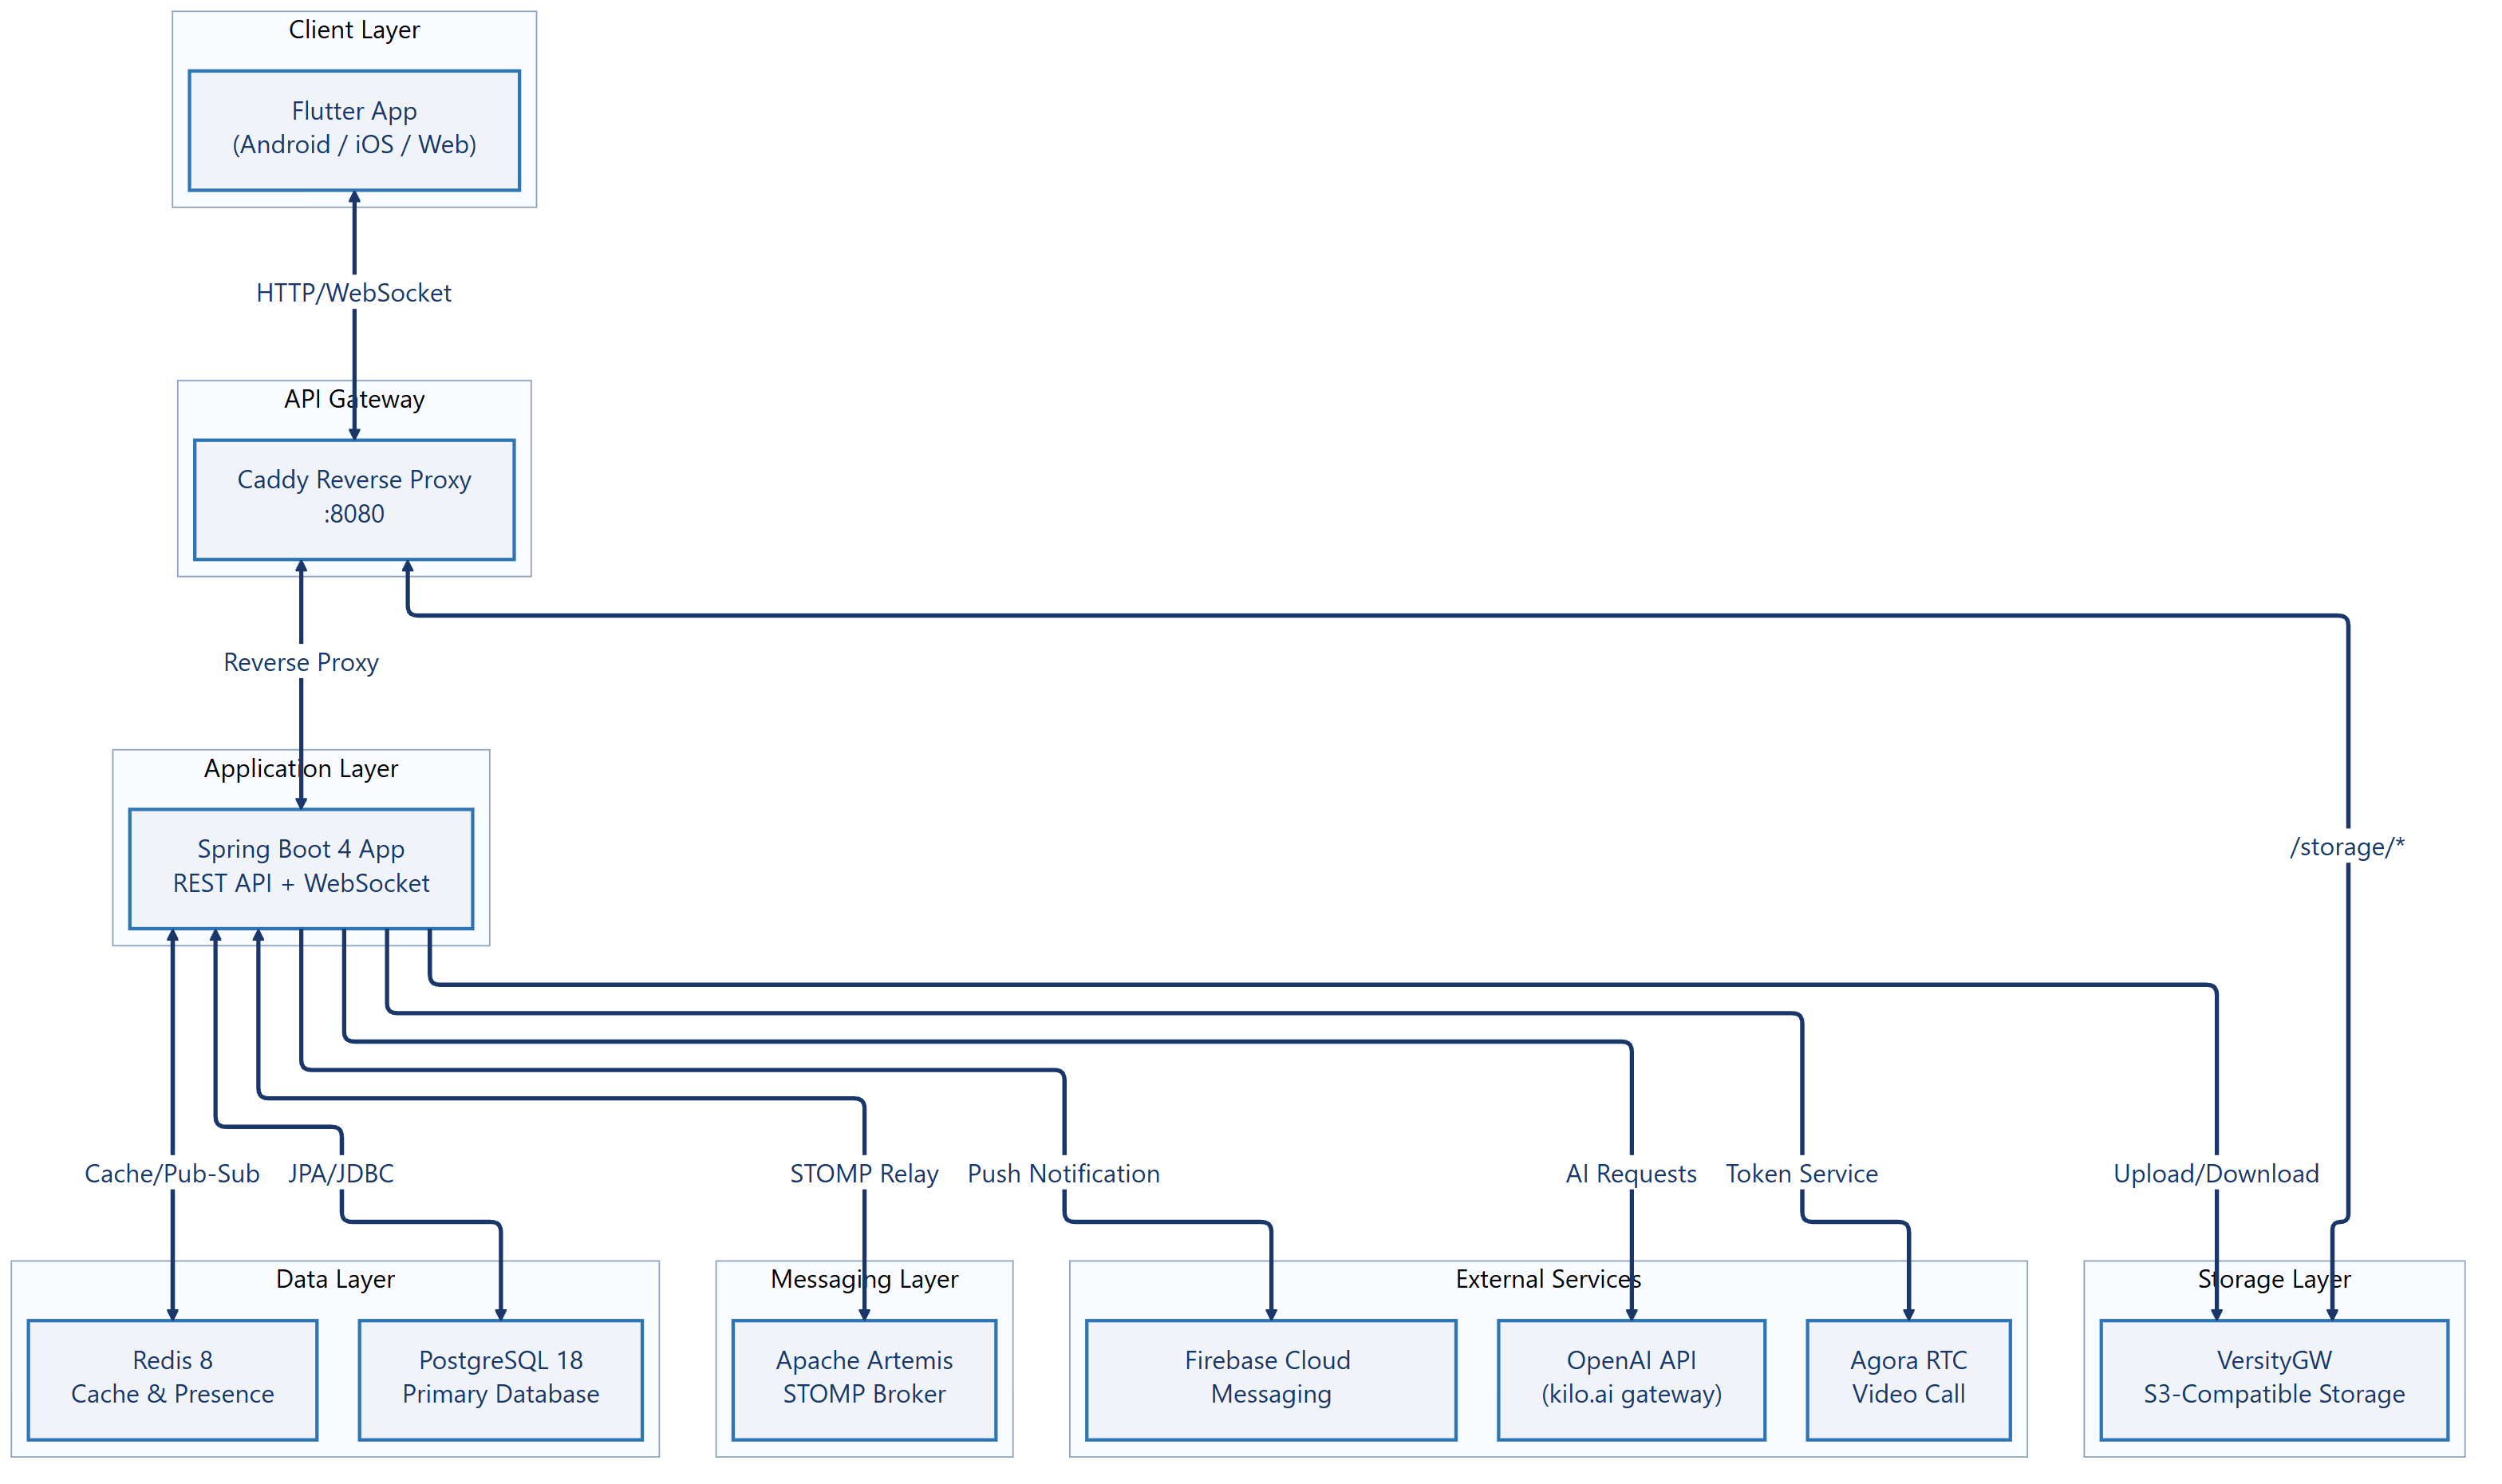 Client Layer
Flutter App
(Android / iOS / Web)
HTTP/WebSocket
API Gateway
Caddy Reverse Proxy
:8080
Reverse Proxy
Application Layer
Spring Boot 4 App
REST API + WebSocket
/storage/*
Cache/Pub-Sub
JPA/JDBC
STOMP Relay
Push Notification
AI Requests
Token Service
Upload/Download
Data Layer
Redis 8
Cache & Presence
PostgreSQL 18
Primary Database
Messaging Layer
Apache Artemis
STOMP Broker
External Services
Firebase Cloud
Messaging
OpenAI API
(kilo.ai gateway)
Agora RTC
Video Call
Storage Layer
VersityGW
S3-Compatible Storage